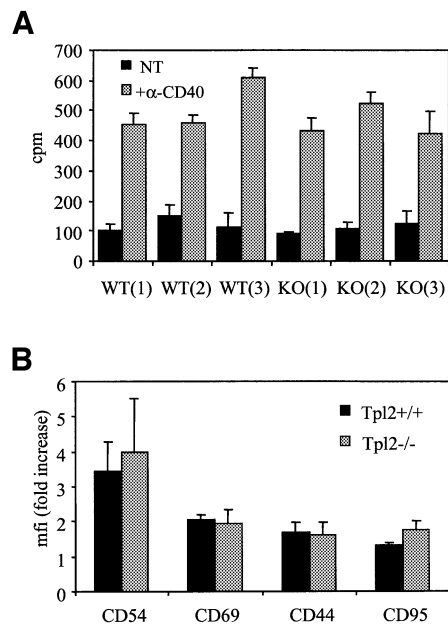 A
700
600
500
400
300
200
100
0
cpm
NT
+α-CD40
WT(1) WT(2) WT(3) KO(1) KO(2) KO(3)
B
6
5
4
3
2
1
0
mfi (fold increase)
Tpl2+/+
Tpl2-/-
CD54 CD69 CD44 CD95